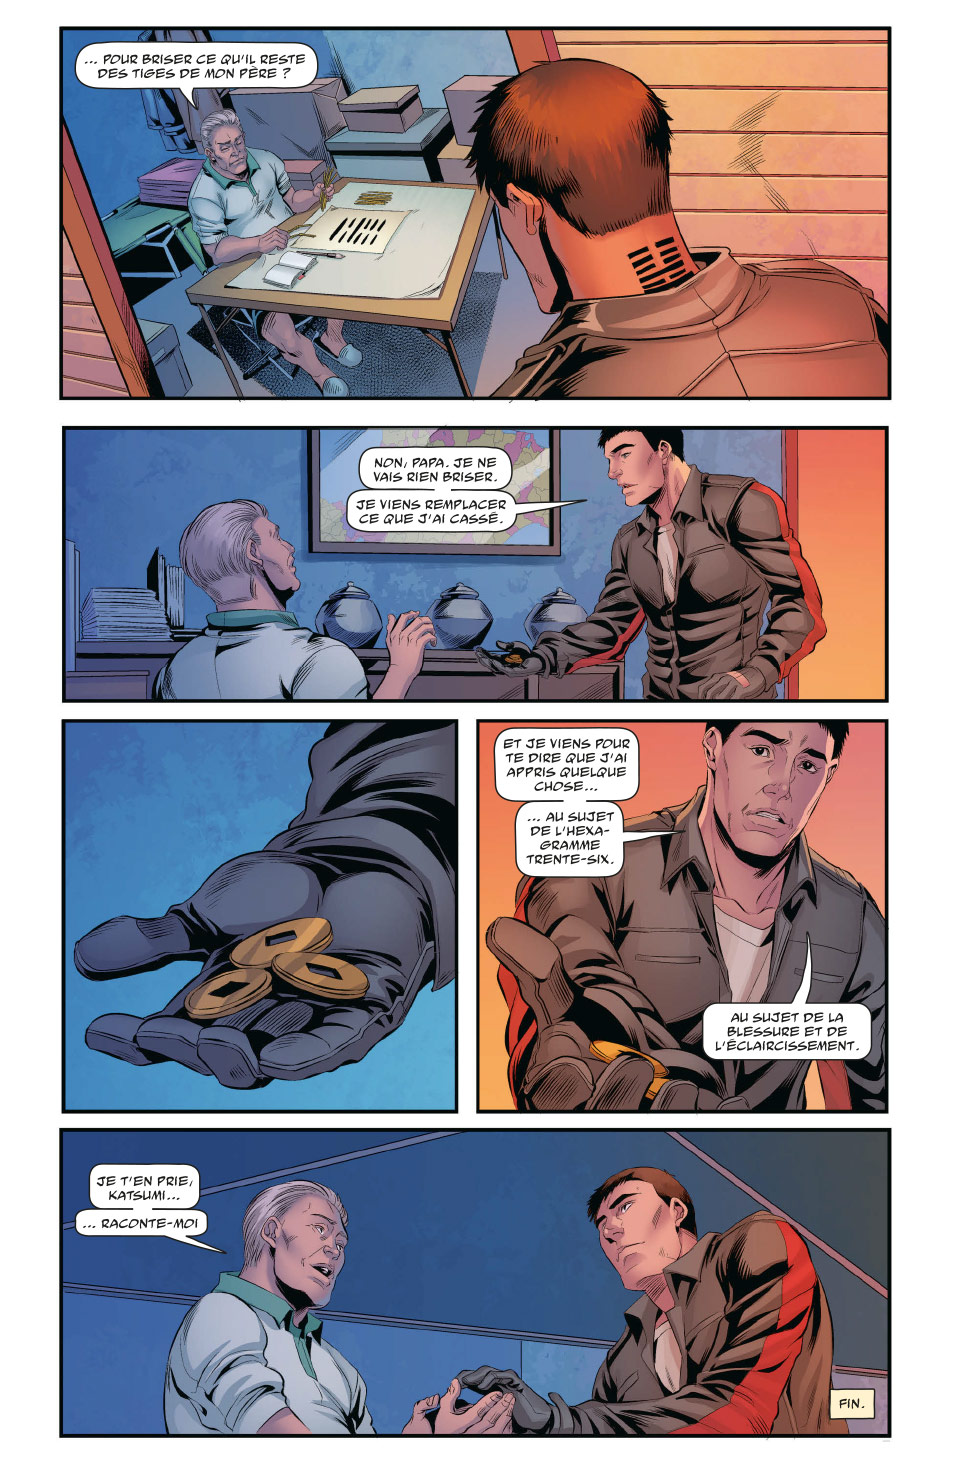 ... POUR BRISER CE QU'IL RESTE
DES TIGES DE MON PÈRE ?
NON, PAPA. JE NE
VAIS RIEN BRISER.
JE VIENS REMPLACER
CE QUE J'AI CASSÉ.
ET JE VIENS POUR
TE DIRE QUE J'AI
APPRIS QUELQUE
CHOSE...
... AU SUJET
DE L'HEXA-
GRAMME
TRENTE-SIX.
AU SUJET DE LA
BLESSURE ET DE
L'ÉCLAIRCISSEMENT.
JE T'EN PRIE,
KATSUMI...
... RACONTE-MOI
FIN.